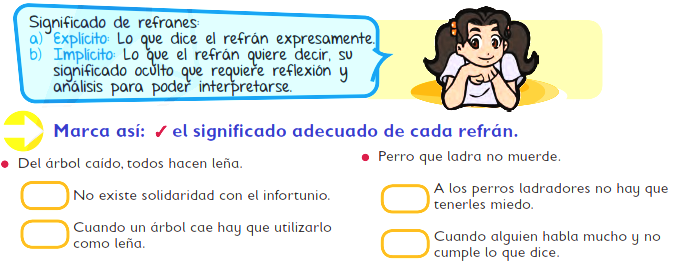 Significado de refranes:
a) Explícito: Lo que dice el refrán expresamente.
b) Implícito: Lo que el refrán quiere decir, su
significado oculto que requiere reflexión y
análisis para poder interpretarse.
Marca así: ✓ el significado adecuado de cada refrán.
• Del árbol caído, todos hacen leña.
No existe solidaridad con el infortunio.
Cuando un árbol cae hay que utilizarlo
como leña.
• Perro que ladra no muerde.
A los perros ladradores no hay que
tenerles miedo.
Cuando alguien habla mucho y no
cumple lo que dice.